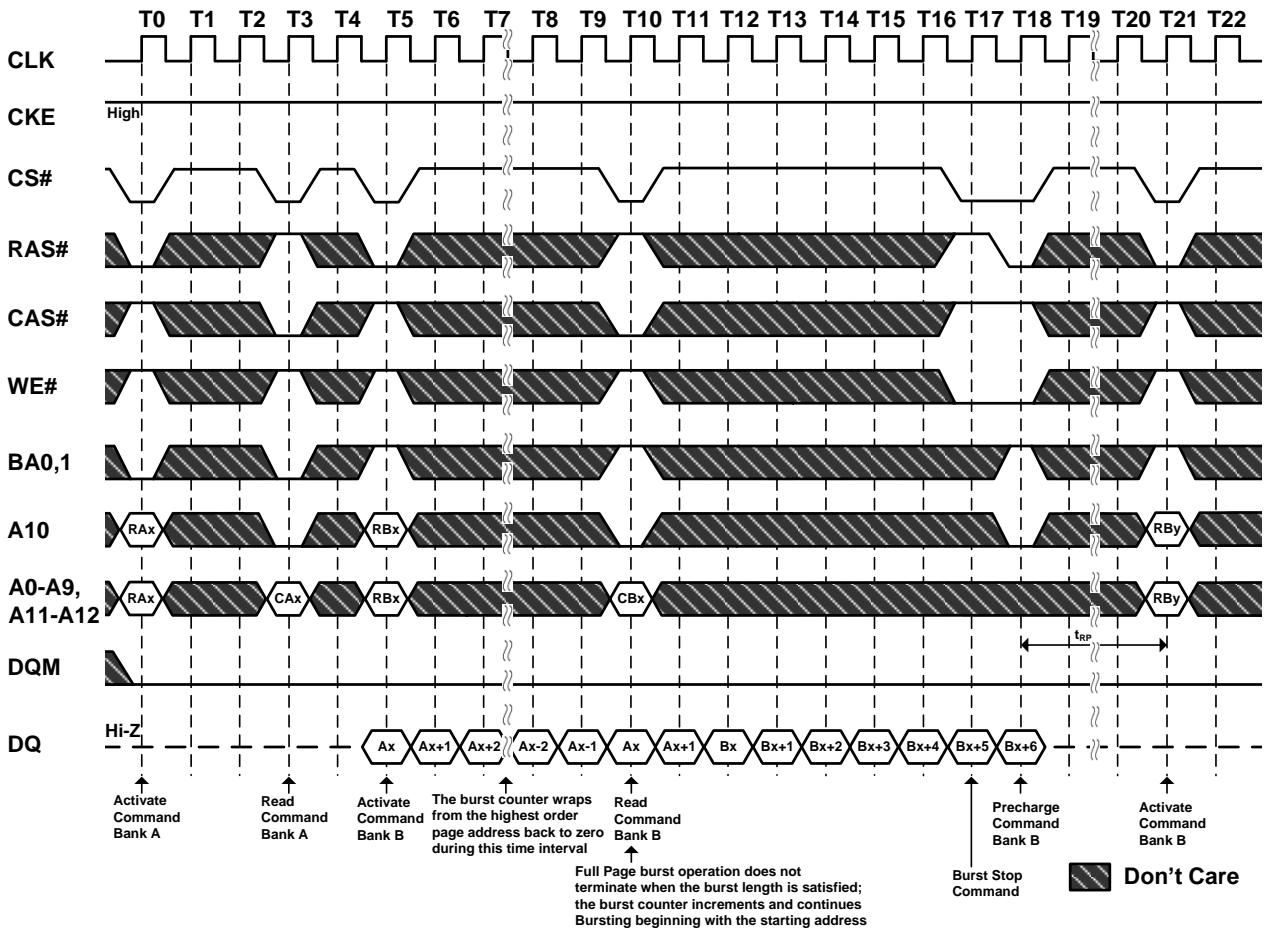 T0 T1 T2 T3 T4 T5 T6 T7 T8 T9 T10 T11 T12 T13 T14 T15 T16 T17 T18 T19 T20 T21 T22
CLK
CKE
High
CS#
RAS#
CAS#
WE#
BA0,1
A10
RAx RBx RBy
A0-A9,
A11-A12
RAx CAx RBx CBx RBy
tRP
DQM
DQ
Hi-Z
Ax Ax+1 Ax+2 Ax-2 Ax-1 Ax Ax+1 Bx Bx+1 Bx+2 Bx+3 Bx+4 Bx+5 Bx+6
Activate
Command
Bank A
Read
Command
Bank A
Activate
Command
Bank B
The burst counter wraps
from the highest order
page address back to zero
during this time interval
Read
Command
Bank B
Full Page burst operation does not
terminate when the burst length is satisfied;
the burst counter increments and continues
Bursting beginning with the starting address
Burst Stop
Command
Precharge
Command
Bank B
Activate
Command
Bank B
Don't Care